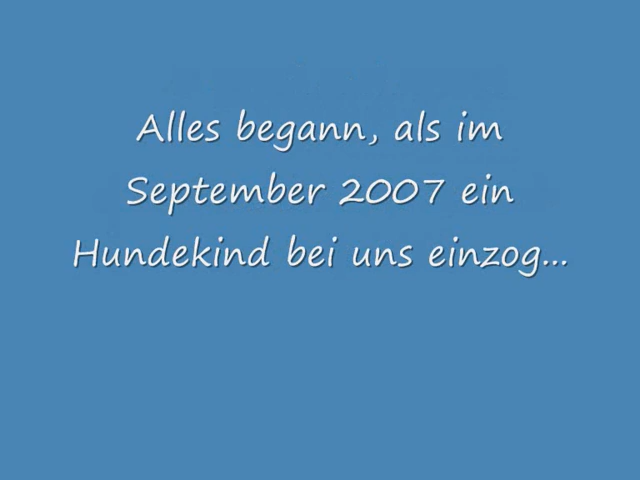 Alles begann, als im
September 2007 ein
Hundekind bei uns einzog...